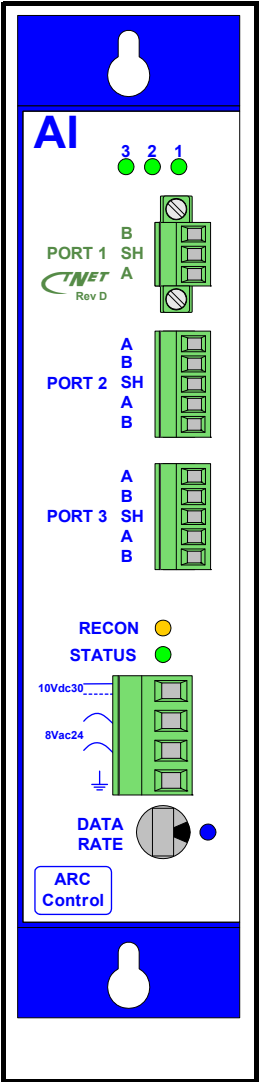 AI
3 2 1
B
PORT 1 SH
TNET A
Rev D
A
B
PORT 2 SH
A
B
A
B
PORT 3 SH
A
B
RECON
STATUS
10Vdc30
8Vac24
DATA
RATE
ARC
Control